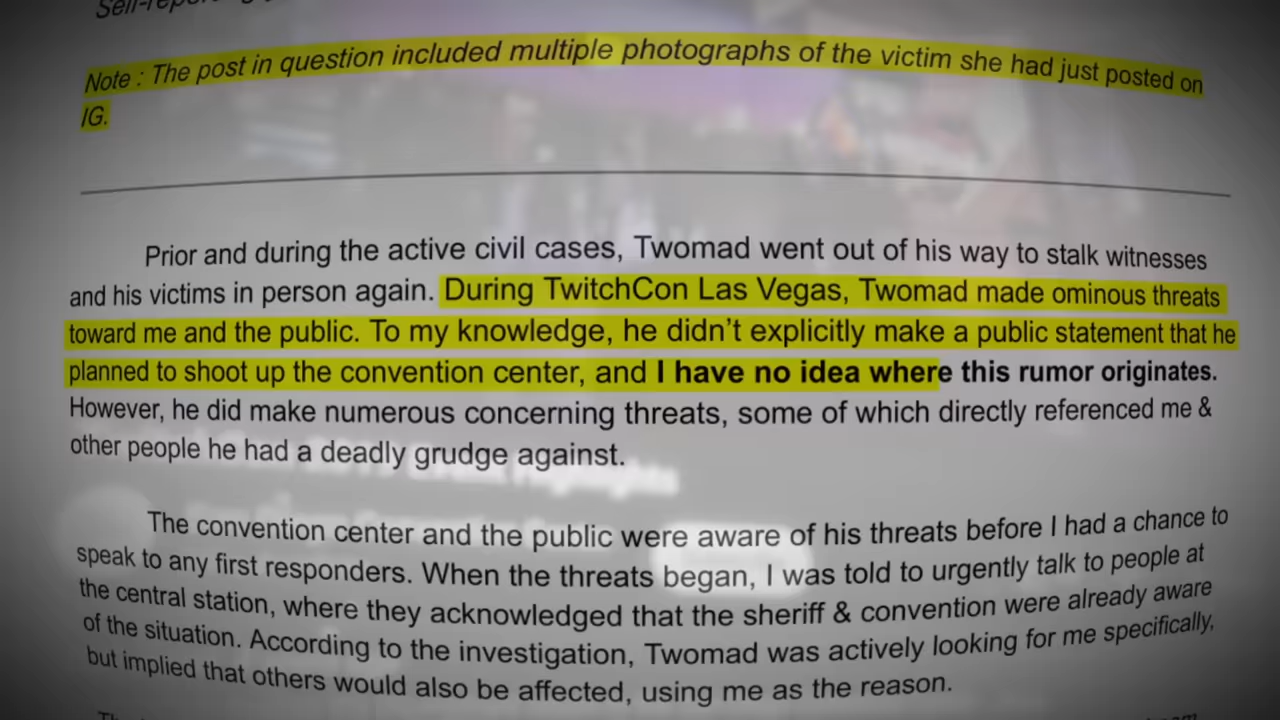 Note : The post in question included multiple photographs of the victim she had just posted on
IG.
Prior and during the active civil cases, Twomad went out of his way to stalk witnesses
and his victims in person again. During TwitchCon Las Vegas, Twomad made ominous threats
toward me and the public. To my knowledge, he didn't explicitly make a public statement that he
planned to shoot up the convention center, and I have no idea where this rumor originates.
However, he did make numerous concerning threats, some of which directly referenced me &
other people he had a deadly grudge against.
The convention center and the public were aware of his threats before I had a chance to
speak to any first responders. When the threats began, I was told to urgently talk to people at
the central station, where they acknowledged that the sheriff & convention were already aware
of the situation. According to the investigation, Twomad was actively looking for me specifically,
but implied that others would also be affected, using me as the reason.